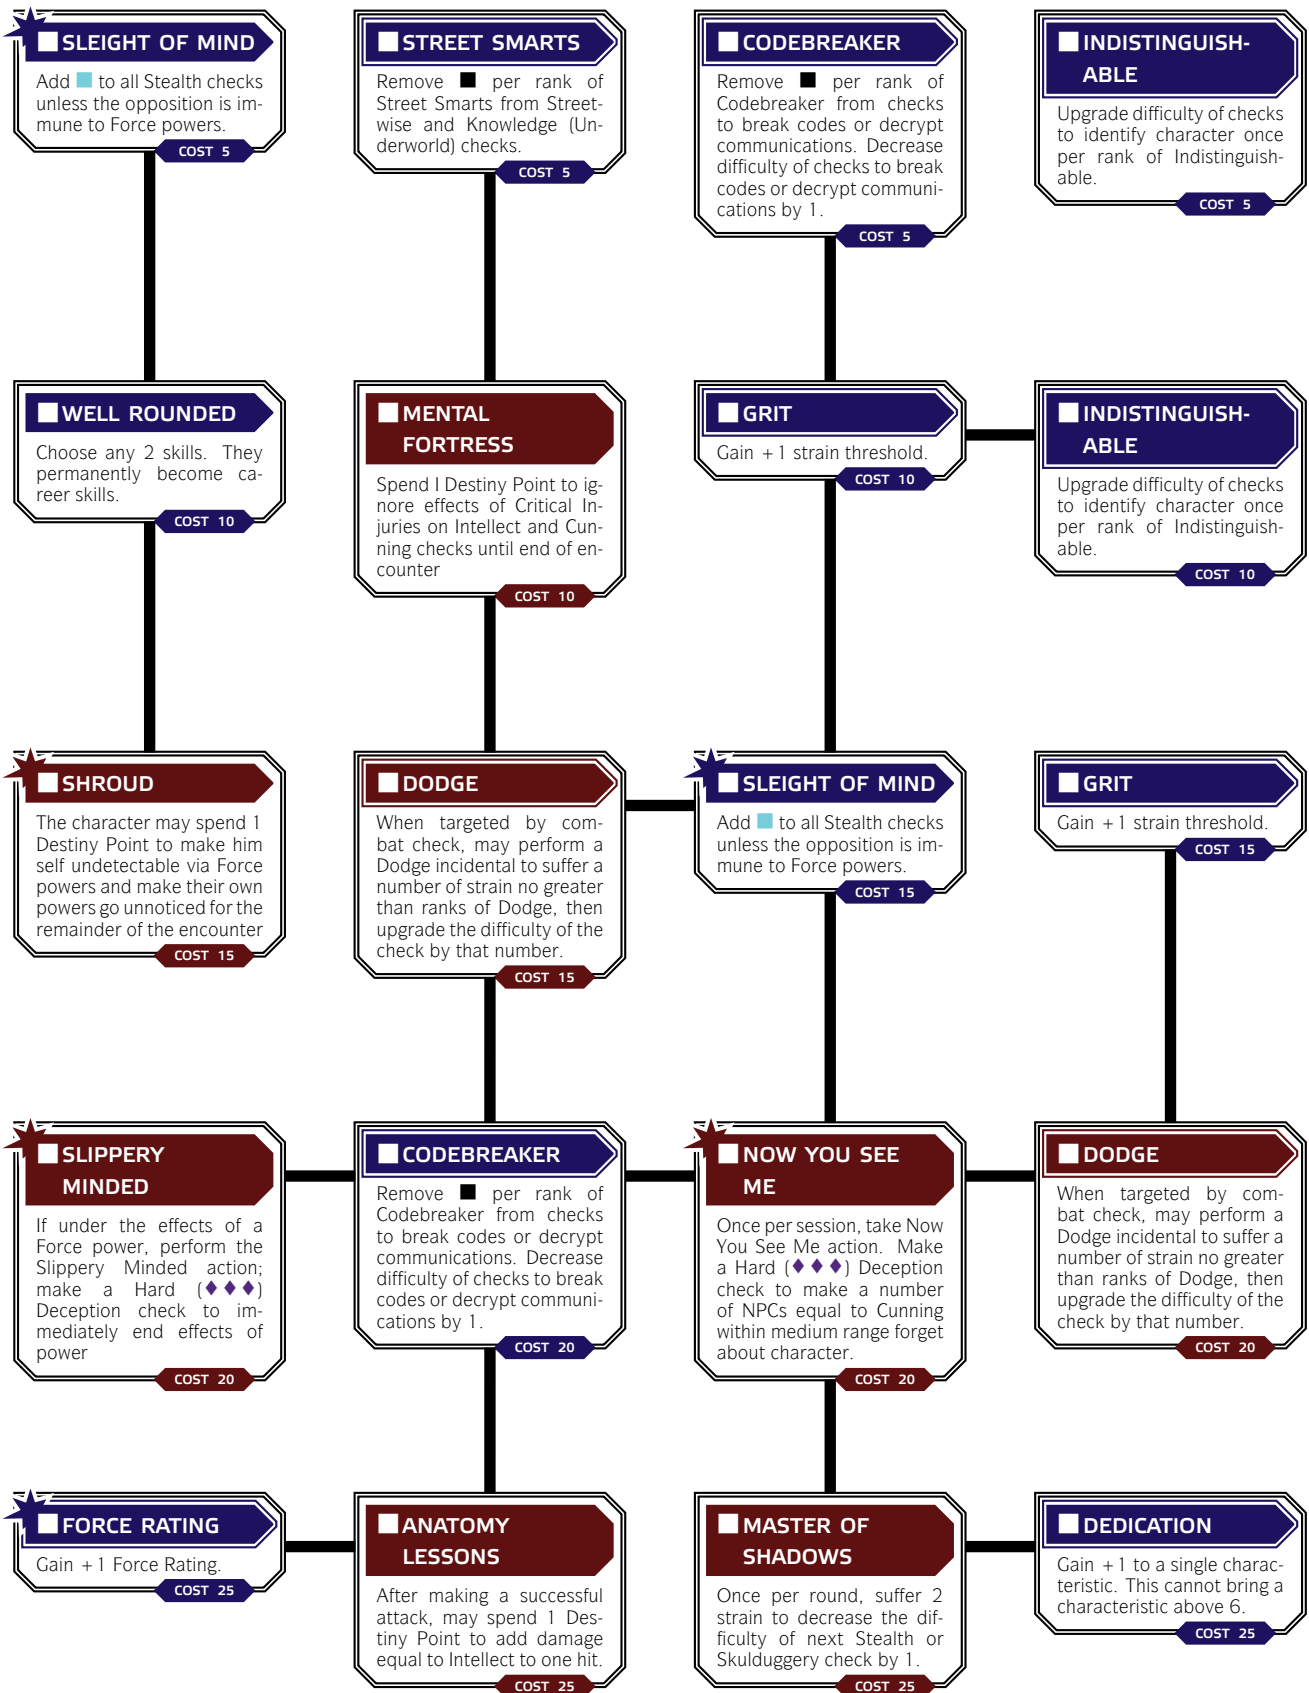 SLEIGHT OF MIND
Add to all Stealth checks
unless the opposition is im-
mune to Force powers.
COST 5
STREET SMARTS
Remove per rank of
Street Smarts from Street-
wise and Knowledge (Un-
derworld) checks.
COST 5
CODEBREAKER
Remove per rank of
Codebreaker from checks
to break codes or decrypt
communications. Decrease
difficulty of checks to break
codes or decrypt communi-
cations by 1.
COST 5
INDISTINGUISH-
ABLE
Upgrade difficulty of checks
to identify character once
per rank of Indistinguish-
able.
COST 5
WELL ROUNDED
Choose any 2 skills. They
permanently become ca-
reer skills.
COST 10
MENTAL
FORTRESS
Spend I Destiny Point to ig-
nore effects of Critical In-
juries on Intellect and Cun-
ning checks until end of en-
counter
COST 10
GRIT
Gain +1 strain threshold.
COST 10
INDISTINGUISH-
ABLE
Upgrade difficulty of checks
to identify character once
per rank of Indistinguish-
able.
COST 10
SHROUD
The character may spend 1
Destiny Point to make him
self undetectable via Force
powers and make their own
powers go unnoticed for the
remainder of the encounter
COST 15
DODGE
When targeted by com-
bat check, may perform a
Dodge incidental to suffer a
number of strain no greater
than ranks of Dodge, then
upgrade the difficulty of the
check by that number.
COST 15
SLEIGHT OF MIND
Add to all Stealth checks
unless the opposition is im-
mune to Force powers.
COST 15
GRIT
Gain +1 strain threshold.
COST 15
SLIPPERY
MINDED
If under the effects of a
Force power, perform the
Slippery Minded action;
make a Hard (♦♦♦)
Deception check to im-
mediately end effects of
power
COST 20
CODEBREAKER
Remove per rank of
Codebreaker from checks
to break codes or decrypt
communications. Decrease
difficulty of checks to break
codes or decrypt communi-
cations by 1.
COST 20
NOW YOU SEE
ME
Once per session, take Now
You See Me action. Make
a Hard (♦♦♦) Deception
check to make a number
of NPCs equal to Cunning
within medium range forget
about character.
COST 20
DODGE
When targeted by com-
bat check, may perform a
Dodge incidental to suffer a
number of strain no greater
than ranks of Dodge, then
upgrade the difficulty of the
check by that number.
COST 20
FORCE RATING
Gain +1 Force Rating.
COST 25
ANATOMY
LESSONS
After making a successful
attack, may spend 1 Des-
tiny Point to add damage
equal to Intellect to one hit.
COST 25
MASTER OF
SHADOWS
Once per round, suffer 2
strain to decrease the dif-
ficulty of next Stealth or
Skulduggery check by 1.
COST 25
DEDICATION
Gain +1 to a single charac-
teristic. This cannot bring a
characteristic above 6.
COST 25